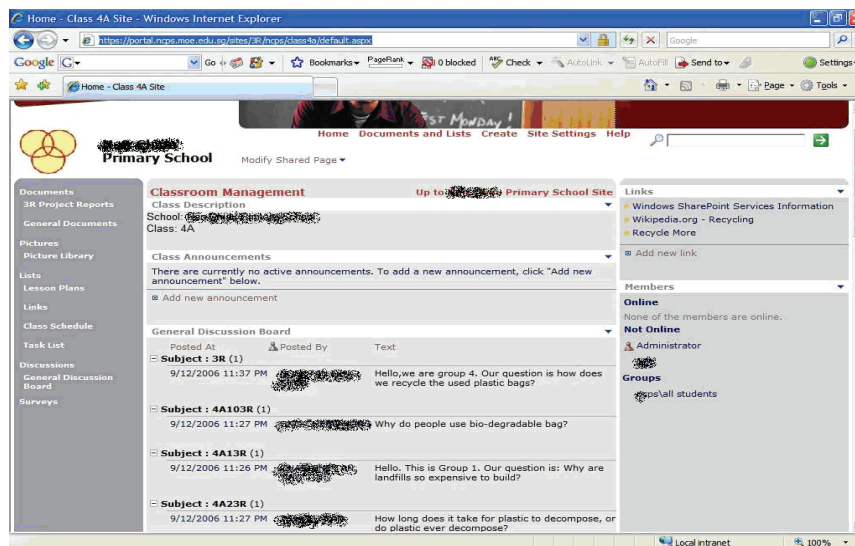 Home - Class 4A Site - Windows Internet Explorer
https://portal.ncps.moe.edu.sg/sites/3R/ncps/class4a/default.aspx
Google
Google G Go Bookmarks PageRank 0 blocked Check AutoLink AutoFill Send to Settings
Home - Class 4A Site Page Tools
1ST MONDAY!
Home Documents and Lists Create Site Settings Help
Primary School Modify Shared Page
Documents
3R Project Reports
General Documents
Pictures
Picture Library
Lists
Lesson Plans
Links
Class Schedule
Task List
Discussions
General Discussion
Board
Surveys
Classroom Management Up to Primary School Site
Class Description
School:
Class: 4A
Class Announcements
There are currently no active announcements. To add a new announcement, click "Add new
announcement" below.
Add new announcement
General Discussion Board
Posted At Posted By Text
Subject : 3R (1)
9/12/2006 11:37 PM Hello,we are group 4. Our question is how does
we recycle the used plastic bags?
Subject : 4A103R (1)
9/12/2006 11:27 PM Why do people use bio-degradable bag?
Subject : 4A13R (1)
9/12/2006 11:26 PM Hello. This is Group 1. Our question is: Why are
landfills so expensive to build?
Subject : 4A23R (1)
9/12/2006 11:27 PM How long does it take for plastic to decompose, or
do plastic ever decompose?
Links
Windows SharePoint Services Information
Wikipedia.org - Recycling
Recycle More
Add new link
Members
Online
None of the members are online.
Not Online
Administrator
Groups
ps\all students
Local intranet 100%